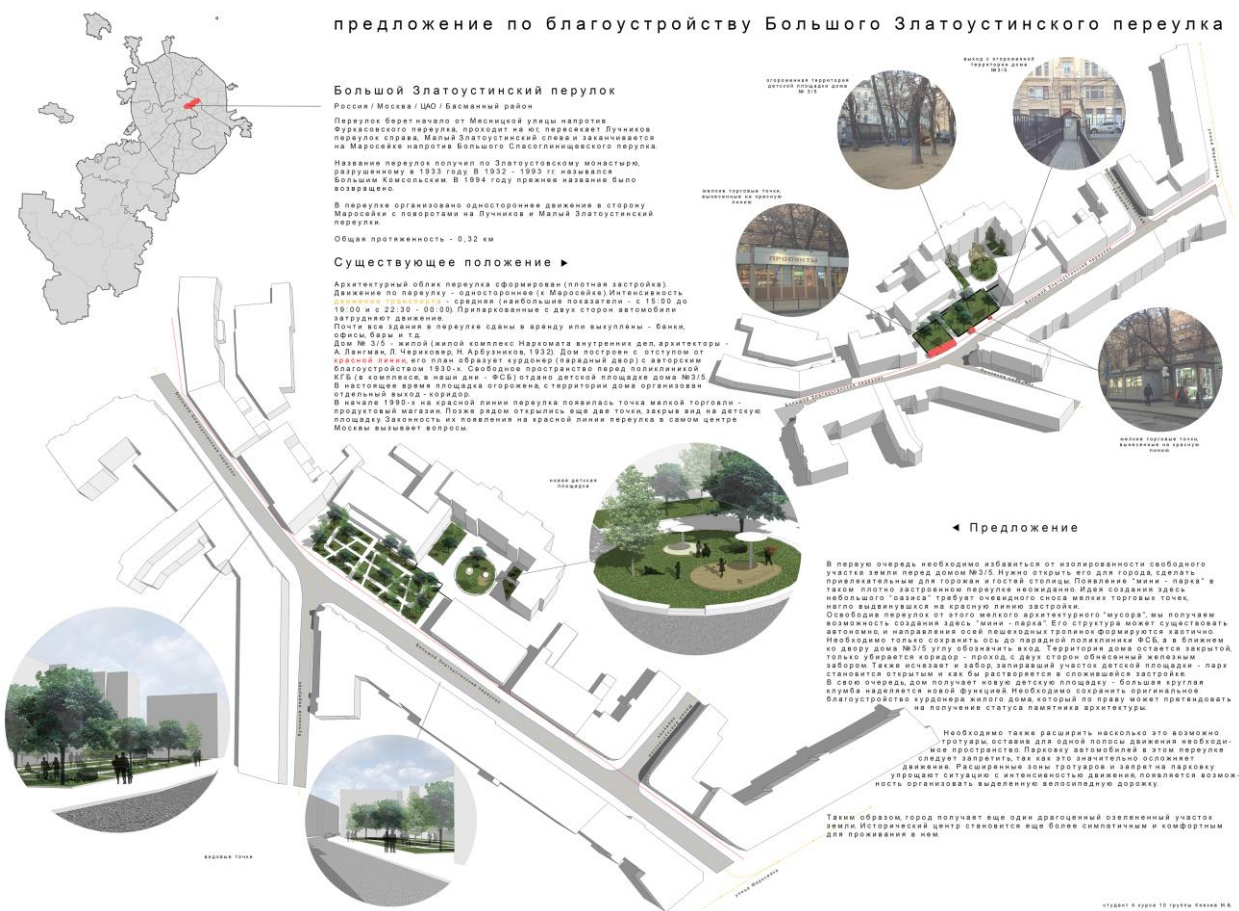 предложение по благоустройству Большого Златоустинского переулка
Большой Златоустинский перулок
Россия / Москва / ЦАО / Басманный район
Переулок берет начало от Мясницкой улицы напротив
Фуркасовского переулка, проходит на юг, пересекает Лучников
переулок справа, Малый Златоустинский слева и заканчивается
на Маросейке напротив Большого Спасоглинищевского перулка.
Название переулок получил по Златоустовскому монастырю,
разрушенному в 1933 году. В 1932 - 1993 гг. назывался
Большим Комсольским. В 1994 году прежнее название было
возвращено.
В переулке организовано одностороннее движение в сторону
Маросейки с поворотами на Лучников и Малый Златоустинский
переулки.
Общая протяженность - 0,32 км
Существующее положение ►
Архитектурный облик переулка сформирован (плотная застройка).
Движение по переулку - одностороннее (к Маросейке). Интенсивность
движения транспорта - средняя (наибольшие показатели - с 15:00 до
19:00 и с 22:30 - 00:00). Припаркованные с двух сторон автомобили
затрудняют движение.
Почти все здания в переулке сданы в аренду или выкуплены - банки,
офисы, бары и т.д.
Дом № 3/5 - жилой (жилой комплекс Наркомата внутренних дел, архитекторы -
А. Лангман, Л. Чериковер, Н. Арбузников, 1932). Дом построен с отступом от
красной линии, его план образует курдонер (парадный двор) с авторским
благоустройством 1930-х. Свободное пространство перед поликлиникой
КГБ (в комплексе, в наши дни - ФСБ) отдано детской площадке дома №3/5.
В настоящее время площадка огорожена, с территории дома организован
отдельный выход - коридор.
В начале 1990-х на красной линии переулка появилась точка мелкой торговли -
продуктовый магазин. Позже рядом открылись еще две точки, закрыв вид на детскую
площадку. Законность их появления на красной линии переулка в самом центре
Москвы вызывает вопросы.
огороженная территория
детской площадки дома
№ 3/5
выход с огороженной
территории дома
№3/5
мелкие торговые точки,
вынесенные на красную
линию
ПРОДУКТЫ
мелкие торговые точки,
вынесенные на красную
линию
улица Маросейка
Большой Златоустинский переулок
Большой Златоустинский переулок
новая детская
площадка
Большой Златоустинский переулок
Большой Златоустинский переулок
Лучников переулок
улица Маросейка
видовые точки
◄ Предложение
В первую очередь необходимо избавиться от изолированности свободного
участка земли перед домом №3/5. Нужно открыть его для города, сделать
привлекательным для горожан и гостей столицы. Появление "мини - парка" в
таком плотно застроенном переулке неожиданно. Идея создания здесь
небольшого "оазиса" требует очевидного сноса мелких торговых точек,
нагло выдвинувшихся на красную линию застройки.
Освободив переулок от этого мелкого архитектурного "мусора", мы получаем
возможность создания здесь "мини - парка". Его структура может существовать
автономно, и направления осей пешеходных тропинок формируются хаотично.
Необходимо только сохранить ось до парадной поликлиники ФСБ, а в ближнем
ко двору дома №3/5 углу обозначить вход. Территория дома остается закрытой,
только убирается коридор - проход, с двух сторон обнесенный железным
забором. Также исчезает и забор, запиравший участок детской площадки - парк
становится открытым и как бы растворяется в сложившейся застройке.
В свою очередь, дом получает новую детскую площадку - большая круглая
клумба наделяется новой функцией. Необходимо сохранить оригинальное
благоустройство курдонера жилого дома, который по праву может претендовать
на получение статуса памятника архитектуры.
Необходимо также расширить насколько это возможно
тротуары, оставив для одной полосы движения необходи-
мое пространство. Парковку автомобилей в этом переулке
следует запретить, так как это значительно осложняет
движение. Расширенные зоны тротуаров и запрет на парковку
упрощают ситуацию с интенсивностью движения, появляется возмож-
ность организовать выделенную велосипедную дорожку.
Таким образом, город получает еще один драгоценный озелененный участок
земли. Исторический центр становится еще более симпатичным и комфортным
для проживания в нем.
студент 4 курса 10 группы Князев М.В.